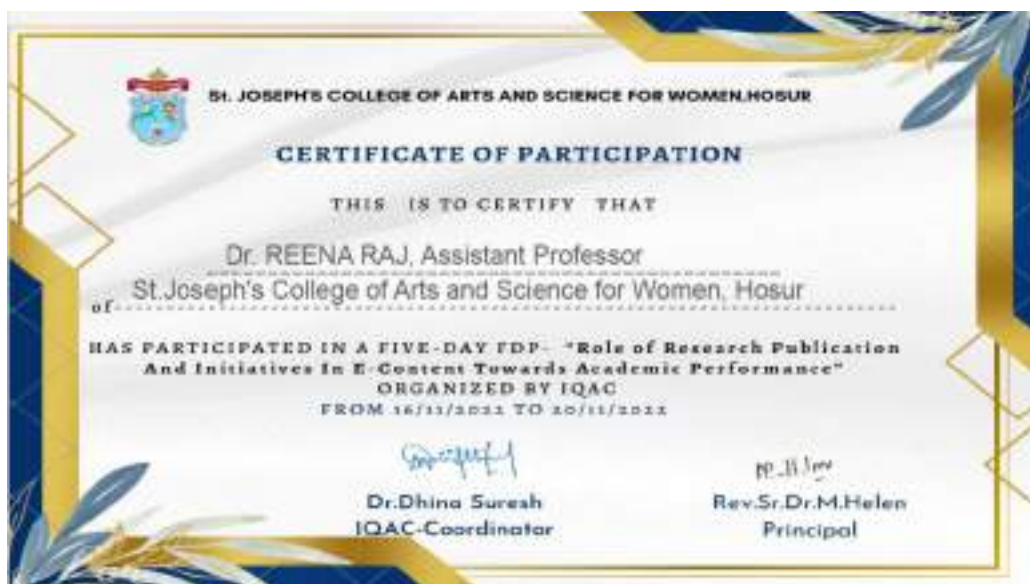 St. JOSEPH'S COLLEGE OF ARTS AND SCIENCE FOR WOMEN,HOSUR
CERTIFICATE OF PARTICIPATION
THIS IS TO CERTIFY THAT
Dr. REENA RAJ, Assistant Professor
of St.Joseph's College of Arts and Science for Women, Hosur
HAS PARTICIPATED IN A FIVE-DAY FDP- "Role of Research Publication
And Initiatives In E-Content Towards Academic Performance"
ORGANIZED BY IQAC
FROM 16/11/2022 TO 20/11/2022
Dr.Dhina Suresh
IQAC-Coordinator
Rev.Sr.Dr.M.Helen
Principal